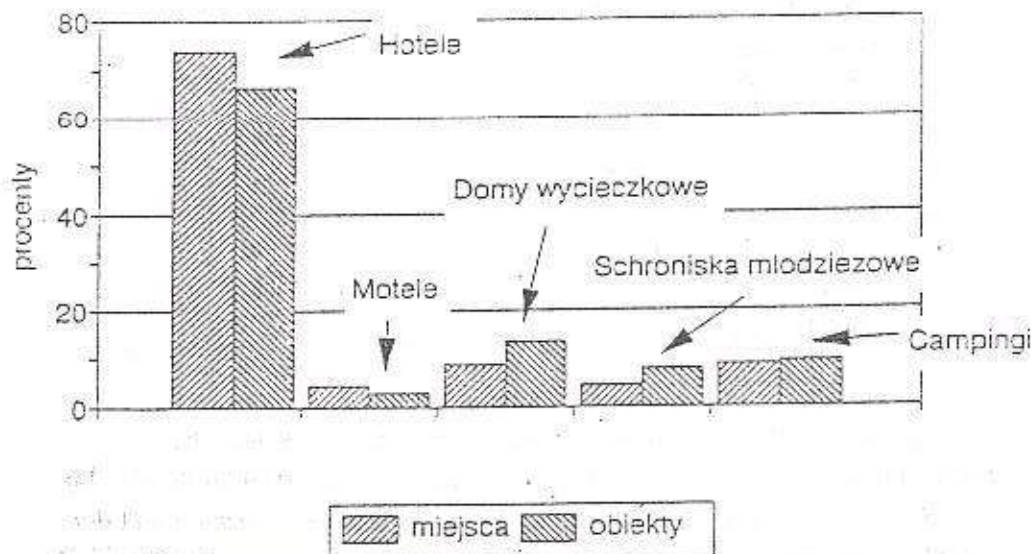 80
60
40
20
0
procenty
Hotele
Motele
Domy wycieczkowe
Schroniska mlodziezowe
Campingi
miejsca obiekty